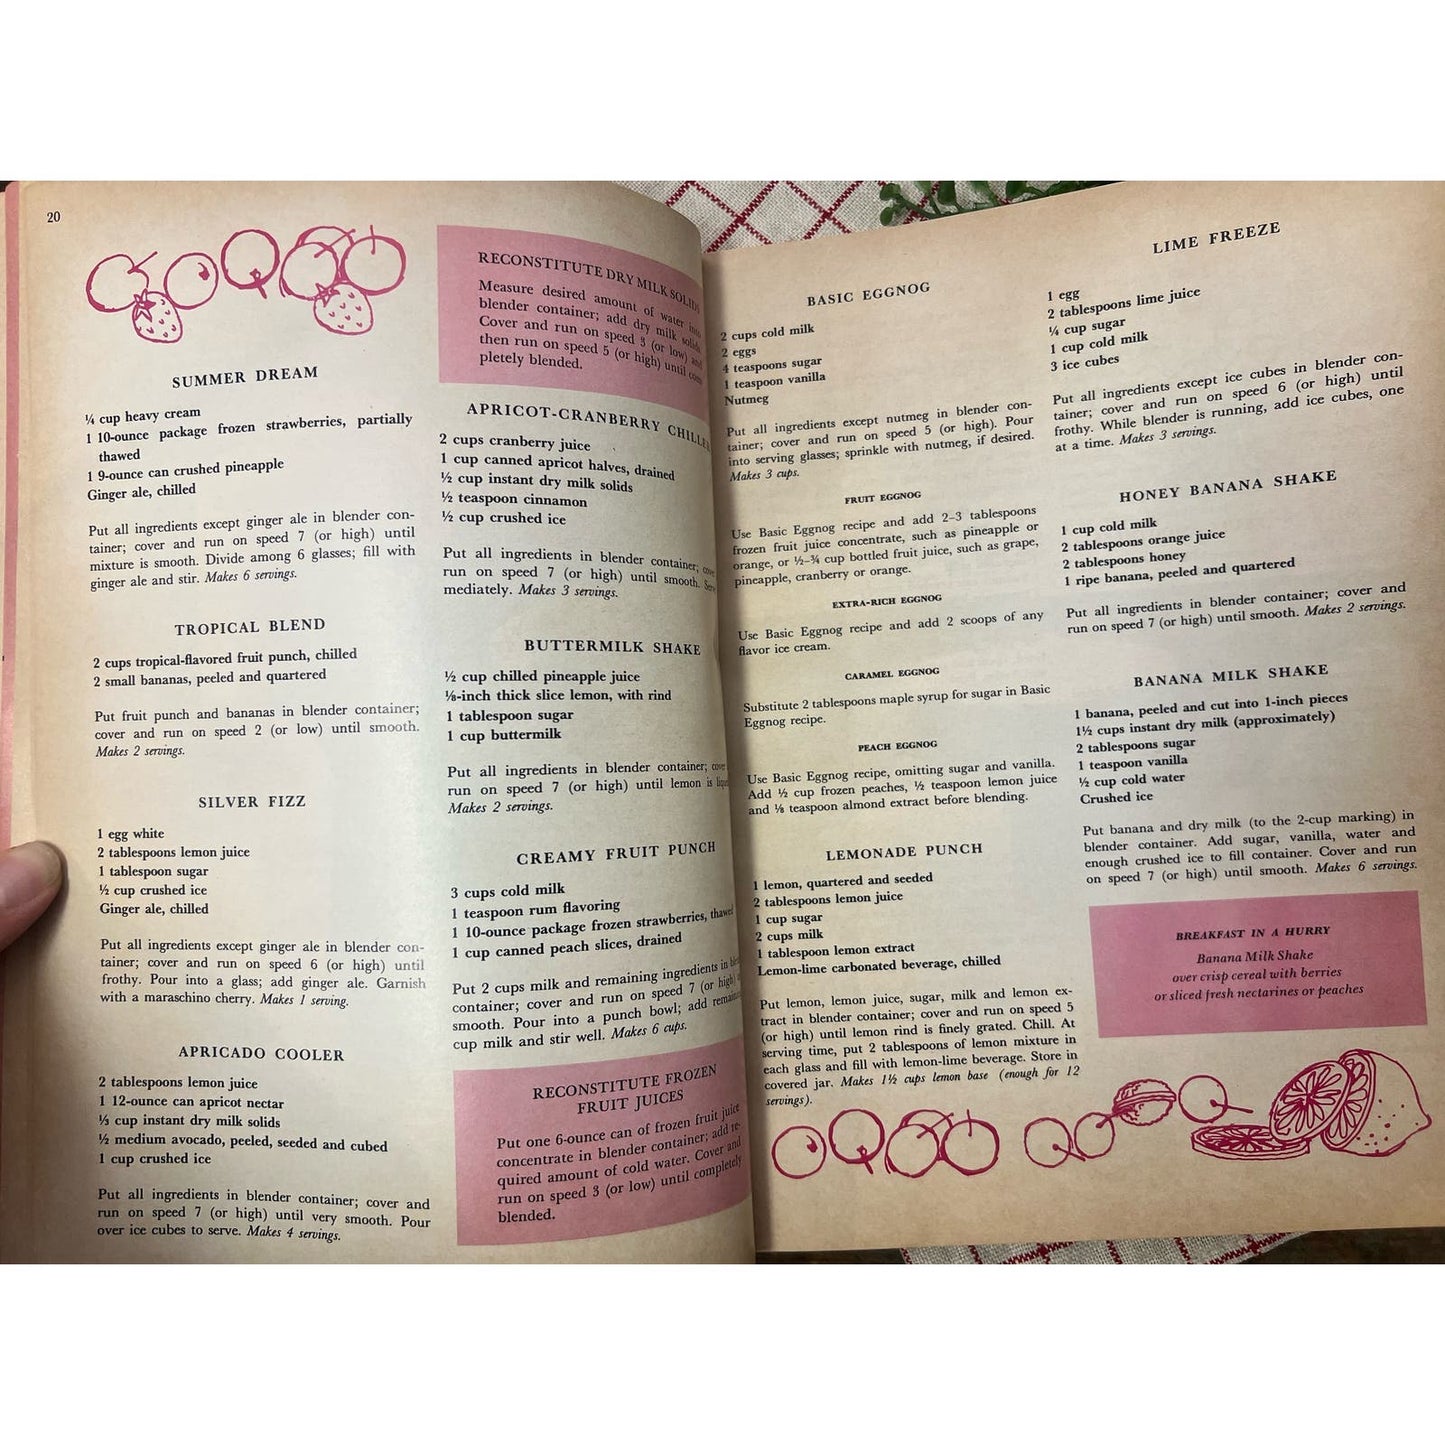 20
SUMMER DREAM
¼ cup heavy cream
1 10-ounce package frozen strawberries, partially
thawed
1 9-ounce can crushed pineapple
Ginger ale, chilled
Put all ingredients except ginger ale in blender con-
tainer; cover and run on speed 7 (or high) until
mixture is smooth. Divide among 6 glasses; fill with
ginger ale and stir. Makes 6 servings.
TROPICAL BLEND
2 cups tropical-flavored fruit punch, chilled
2 small bananas, peeled and quartered
Put fruit punch and bananas in blender container;
cover and run on speed 2 (or low) until smooth.
Makes 2 servings.
SILVER FIZZ
1 egg white
2 tablespoons lemon juice
1 tablespoon sugar
½ cup crushed ice
Ginger ale, chilled
Put all ingredients except ginger ale in blender con-
tainer; cover and run on speed 6 (or high) until
frothy. Pour into a glass; add ginger ale. Garnish
with a maraschino cherry. Makes 1 serving.
APRICADO COOLER
2 tablespoons lemon juice
1 12-ounce can apricot nectar
⅓ cup instant dry milk solids
½ medium avocado, peeled, seeded and cubed
1 cup crushed ice
Put all ingredients in blender container; cover and
run on speed 7 (or high) until very smooth. Pour
over ice cubes to serve. Makes 4 servings.
RECONSTITUTE DRY MILK SOLIDS
Measure desired amount of water into
blender container; add dry milk solids.
Cover and run on speed 3 (or low) and
then run on speed 5 (or high) until com-
pletely blended.
APRICOT-CRANBERRY CHILLER
2 cups cranberry juice
1 cup canned apricot halves, drained
½ cup instant dry milk solids
½ teaspoon cinnamon
½ cup crushed ice
Put all ingredients in blender container; cover
run on speed 7 (or high) until smooth. Serve
mediately. Makes 3 servings.
BUTTERMILK SHAKE
½ cup chilled pineapple juice
⅛-inch thick slice lemon, with rind
1 tablespoon sugar
1 cup buttermilk
Put all ingredients in blender container; cover
run on speed 7 (or high) until lemon is
Makes 2 servings.
CREAMY FRUIT PUNCH
3 cups cold milk
1 teaspoon rum flavoring
1 10-ounce package frozen strawberries, thawed
1 cup canned peach slices, drained
Put 2 cups milk and remaining ingredients in
container; cover and run on speed 7 (or high)
smooth. Pour into a punch bowl; add
cup milk and stir well. Makes 6 cups.
RECONSTITUTE FROZEN
FRUIT JUICES
Put one 6-ounce can of frozen fruit juice
concentrate in blender container; add re-
quired amount of cold water. Cover and
run on speed 3 (or low) until completely
blended.
BASIC EGGNOG
2 cups cold milk
2 eggs
4 teaspoons sugar
1 teaspoon vanilla
Nutmeg
Put all ingredients except nutmeg in blender con-
tainer; cover and run on speed 5 (or high). Pour
into serving glasses; sprinkle with nutmeg, if desired.
Makes 3 cups.
FRUIT EGGNOG
Use Basic Eggnog recipe and add 2–3 tablespoons
frozen fruit juice concentrate, such as pineapple or
orange, or ½–¾ cup bottled fruit juice, such as grape,
pineapple, cranberry or orange.
EXTRA-RICH EGGNOG
Use Basic Eggnog recipe and add 2 scoops of any
flavor ice cream.
CARAMEL EGGNOG
Substitute 2 tablespoons maple syrup for sugar in Basic
Eggnog recipe.
PEACH EGGNOG
Use Basic Eggnog recipe, omitting sugar and vanilla.
Add ½ cup frozen peaches, ½ teaspoon lemon juice
and ⅛ teaspoon almond extract before blending.
LEMONADE PUNCH
1 lemon, quartered and seeded
2 tablespoons lemon juice
1 cup sugar
2 cups milk
1 tablespoon lemon extract
Lemon-lime carbonated beverage, chilled
Put lemon, lemon juice, sugar, milk and lemon ex-
tract in blender container; cover and run on speed 5
(or high) until lemon rind is finely grated. Chill. At
serving time, put 2 tablespoons of lemon mixture in
each glass and fill with lemon-lime beverage. Store in
covered jar. Makes 1½ cups lemon base (enough for 12
servings).
LIME FREEZE
1 egg
2 tablespoons lime juice
¼ cup sugar
1 cup cold milk
3 ice cubes
Put all ingredients except ice cubes in blender con-
tainer; cover and run on speed 6 (or high) until
frothy. While blender is running, add ice cubes, one
at a time. Makes 3 servings.
HONEY BANANA SHAKE
1 cup cold milk
2 tablespoons orange juice
2 tablespoons honey
1 ripe banana, peeled and quartered
Put all ingredients in blender container; cover and
run on speed 7 (or high) until smooth. Makes 2 servings.
BANANA MILK SHAKE
1 banana, peeled and cut into 1-inch pieces
1½ cups instant dry milk (approximately)
2 tablespoons sugar
1 teaspoon vanilla
½ cup cold water
Crushed ice
Put banana and dry milk (to the 2-cup marking) in
blender container. Add sugar, vanilla, water and
enough crushed ice to fill container. Cover and run
on speed 7 (or high) until smooth. Makes 6 servings.
BREAKFAST IN A HURRY
Banana Milk Shake
over crisp cereal with berries
or sliced fresh nectarines or peaches